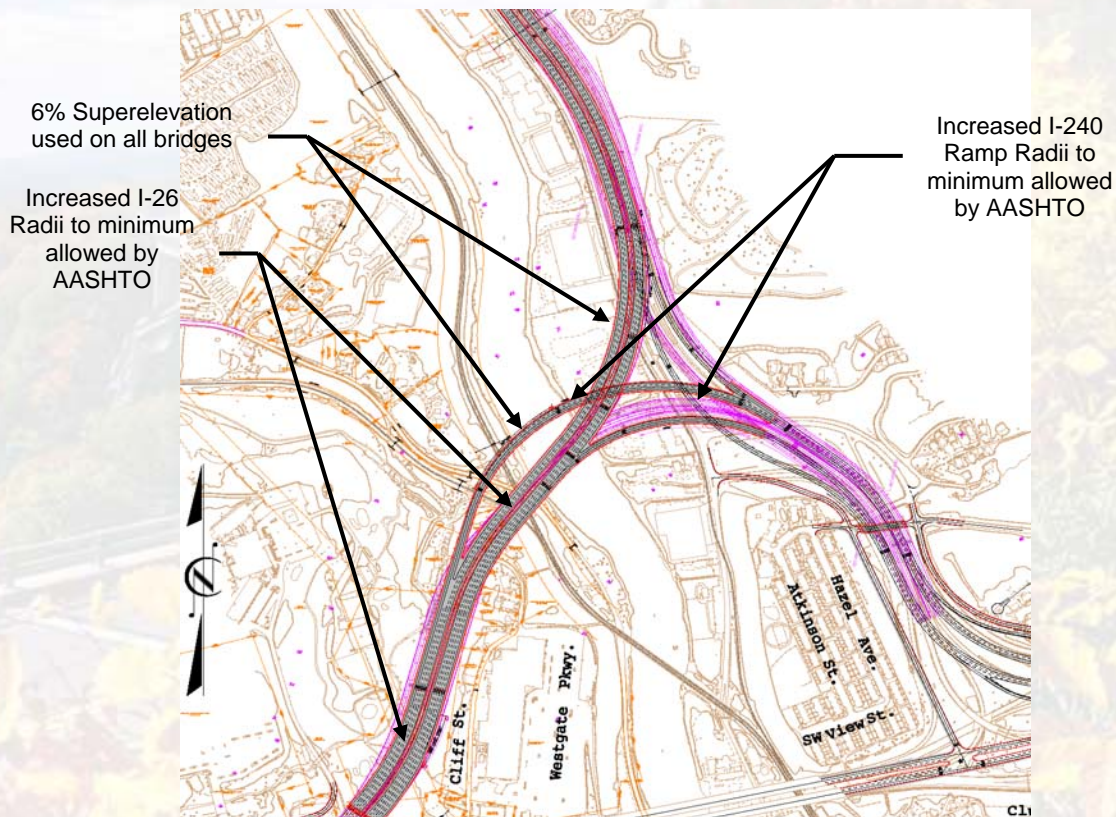 6% Superelevation
used on all bridges
Increased I-26
Radii to minimum
allowed by
AASHTO
Increased I-240
Ramp Radii to
minimum allowed
by AASHTO
Cliff St.
Westgate Pkwy.
Atkinson St.
Hazel Ave.
SW View St.